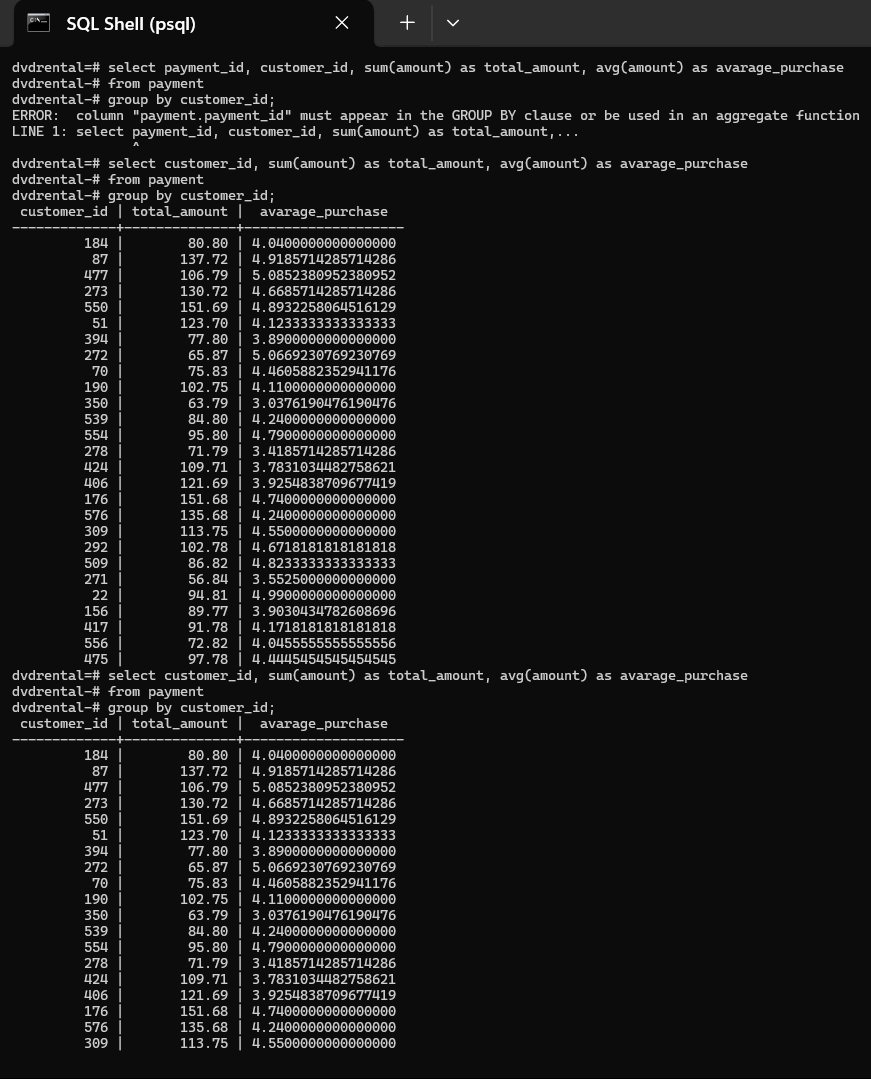 SQL Shell (psql)
dvdrental=# select payment_id, customer_id, sum(amount) as total_amount, avg(amount) as avarage_purchase
dvdrental-# from payment
dvdrental-# group by customer_id;
ERROR:  column "payment.payment_id" must appear in the GROUP BY clause or be used in an aggregate function
LINE 1: select payment_id, customer_id, sum(amount) as total_amount,...
               ^
dvdrental=# select customer_id, sum(amount) as total_amount, avg(amount) as avarage_purchase
dvdrental-# from payment
dvdrental-# group by customer_id;
 customer_id | total_amount |  avarage_purchase
-------------+--------------+--------------------
         184 |        80.80 | 4.0400000000000000
          87 |       137.72 | 4.9185714285714286
         477 |       106.79 | 5.0852380952380952
         273 |       130.72 | 4.6685714285714286
         550 |       151.69 | 4.8932258064516129
          51 |       123.70 | 4.1233333333333333
         394 |        77.80 | 3.8900000000000000
         272 |        65.87 | 5.0669230769230769
          70 |        75.83 | 4.4605882352941176
         190 |       102.75 | 4.1100000000000000
         350 |        63.79 | 3.0376190476190476
         539 |        84.80 | 4.2400000000000000
         554 |        95.80 | 4.7900000000000000
         278 |        71.79 | 3.4185714285714286
         424 |       109.71 | 3.7831034482758621
         406 |       121.69 | 3.9254838709677419
         176 |       151.68 | 4.7400000000000000
         576 |       135.68 | 4.2400000000000000
         309 |       113.75 | 4.5500000000000000
         292 |       102.78 | 4.6718181818181818
         509 |        86.82 | 4.8233333333333333
         271 |        56.84 | 3.5525000000000000
          22 |        94.81 | 4.9900000000000000
         156 |        89.77 | 3.9030434782608696
         417 |        91.78 | 4.1718181818181818
         556 |        72.82 | 4.0455555555555556
         475 |        97.78 | 4.4445454545454545
dvdrental=# select customer_id, sum(amount) as total_amount, avg(amount) as avarage_purchase
dvdrental-# from payment
dvdrental-# group by customer_id;
 customer_id | total_amount |  avarage_purchase
-------------+--------------+--------------------
         184 |        80.80 | 4.0400000000000000
          87 |       137.72 | 4.9185714285714286
         477 |       106.79 | 5.0852380952380952
         273 |       130.72 | 4.6685714285714286
         550 |       151.69 | 4.8932258064516129
          51 |       123.70 | 4.1233333333333333
         394 |        77.80 | 3.8900000000000000
         272 |        65.87 | 5.0669230769230769
          70 |        75.83 | 4.4605882352941176
         190 |       102.75 | 4.1100000000000000
         350 |        63.79 | 3.0376190476190476
         539 |        84.80 | 4.2400000000000000
         554 |        95.80 | 4.7900000000000000
         278 |        71.79 | 3.4185714285714286
         424 |       109.71 | 3.7831034482758621
         406 |       121.69 | 3.9254838709677419
         176 |       151.68 | 4.7400000000000000
         576 |       135.68 | 4.2400000000000000
         309 |       113.75 | 4.5500000000000000